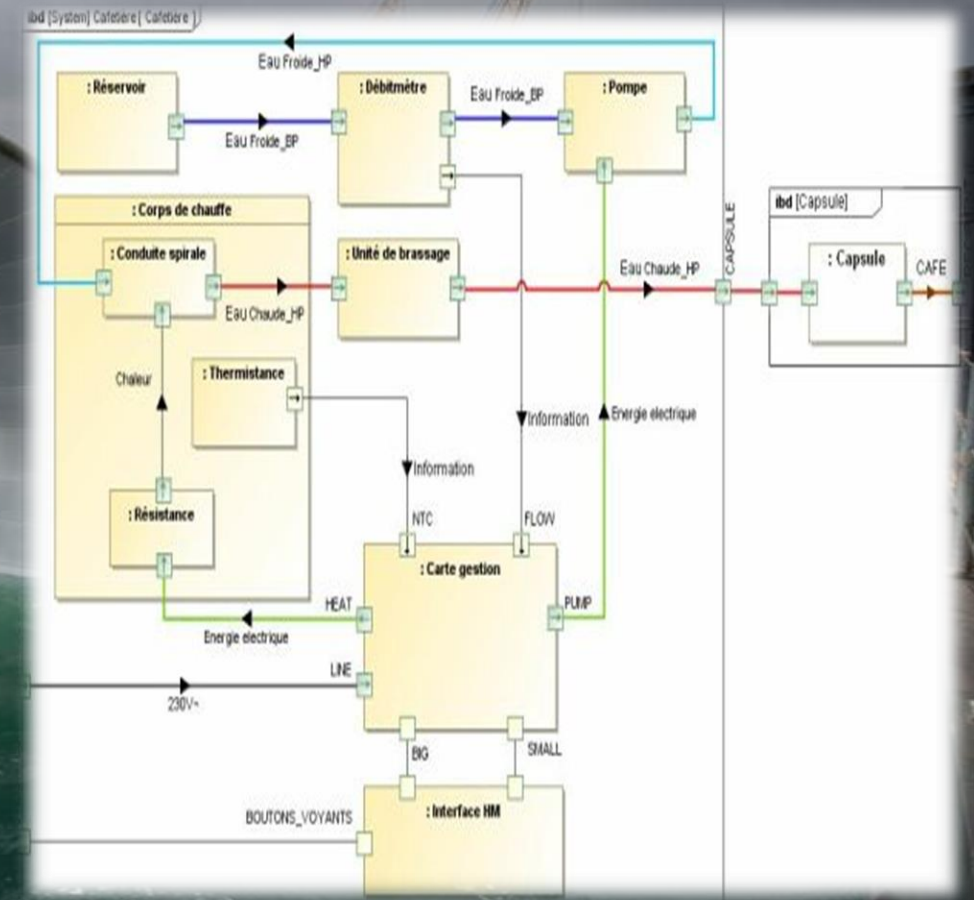 ibd [System] Cafetière [ Cafetière ]
Eau Froide_HP
: Réservoir
: Débitmètre
: Pompe
Eau Froide_BP
Eau Froide_BP
: Corps de chauffe
CAPSULE
ibd [Capsule]
: Conduite spirale
: Unité de brassage
: Capsule
Eau Chaude_HP
CAFE
Eau Chaude_HP
Chaleur
: Thermistance
Information
Energie electrique
Information
: Résistance
NTC
FLOW
: Carte gestion
HEAT
PUMP
Energie electrique
LINE
230V~
BIG
SMALL
: Interface HM
BOUTONS_VOYANTS